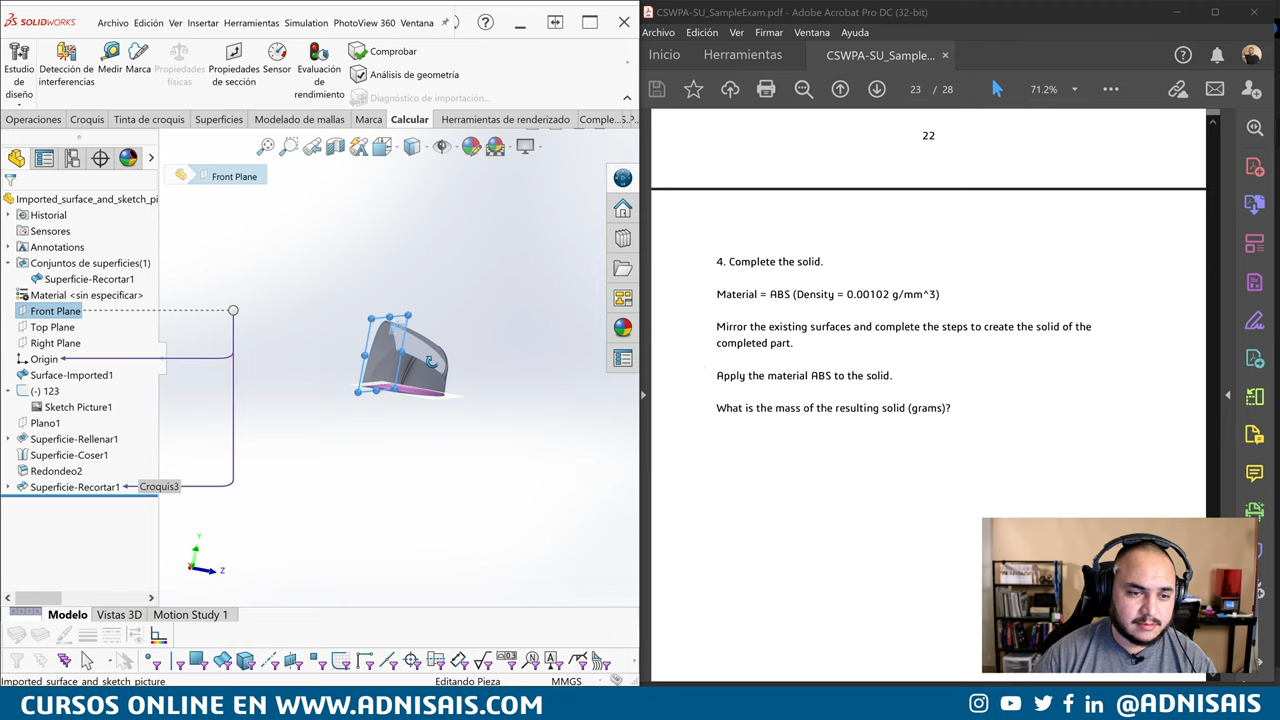 SOLIDWORKS
Archivo Edición Ver Insertar Herramientas Simulation PhotoView 360 Ventana
Estudio de diseño
Detección de interferencias
Medir
Marca
Propiedades físicas
Propiedades de sección
Sensor
Evaluación de rendimiento
Comprobar
Análisis de geometría
Diagnóstico de importación...
Operaciones Croquis Tinta de croquis Superficies Modelado de mallas Marca Calcular Herramientas de renderizado Comple...
Front Plane
Imported_surface_and_sketch_pi
Historial
Sensores
Annotations
Conjuntos de superficies(1)
Superficie-Recortar1
Material <sin especificar>
Front Plane
Top Plane
Right Plane
Origin
Surface-Imported1
(-) 123
Sketch Picture1
Plano1
Superficie-Rellenar1
Superficie-Coser1
Redondeo2
Superficie-Recortar1
Croquis3
Y
Z
Modelo Vistas 3D Motion Study 1
Imported surface and sketch picture
Editando Pieza
MMGS
CSWPA-SU_SampleExam.pdf - Adobe Acrobat Pro DC (32-bit)
Archivo Edición Ver Firmar Ventana Ayuda
Inicio Herramientas CSWPA-SU_Sample... ×
23 / 28
71.2%
22
4. Complete the solid.
Material = ABS (Density = 0.00102 g/mm^3)
Mirror the existing surfaces and complete the steps to create the solid of the
completed part.
Apply the material ABS to the solid.
What is the mass of the resulting solid (grams)?
CURSOS ONLINE EN WWW.ADNISAIS.COM
@ADNISAIS